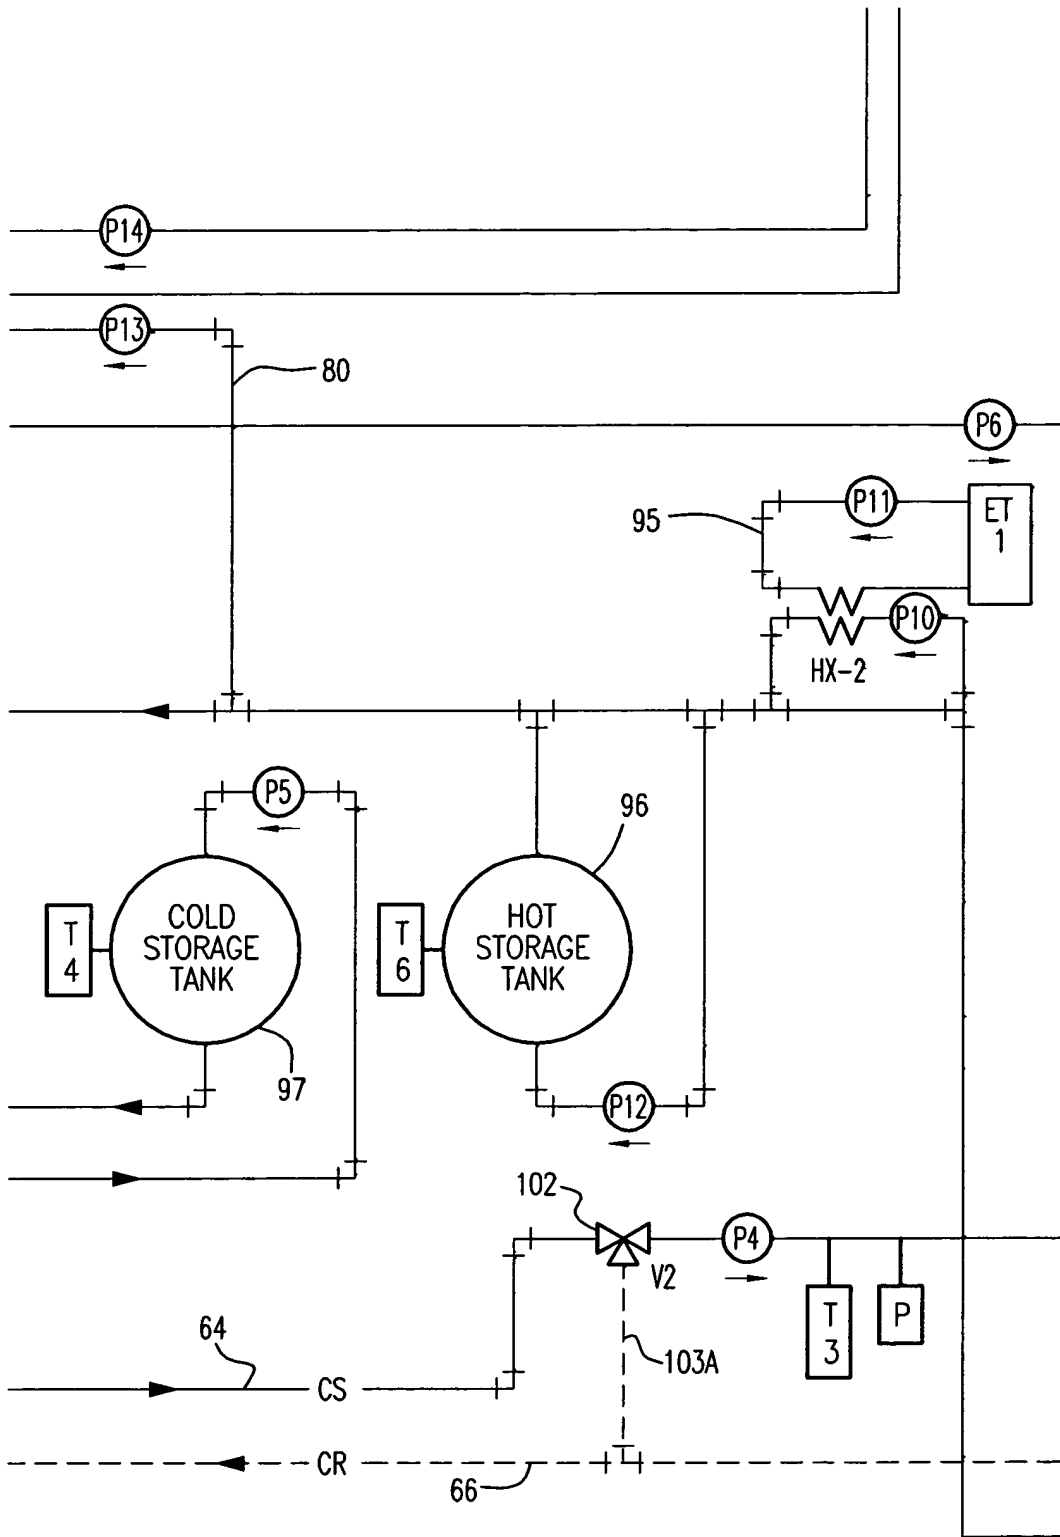 P14
P13
80
P6
95
P11
ET
1
P10
HX-2
P5
96
T
4
COLD
STORAGE
TANK
T
6
HOT
STORAGE
TANK
97
P12
102
V2
P4
T
3
P
64
CS
103A
CR
66